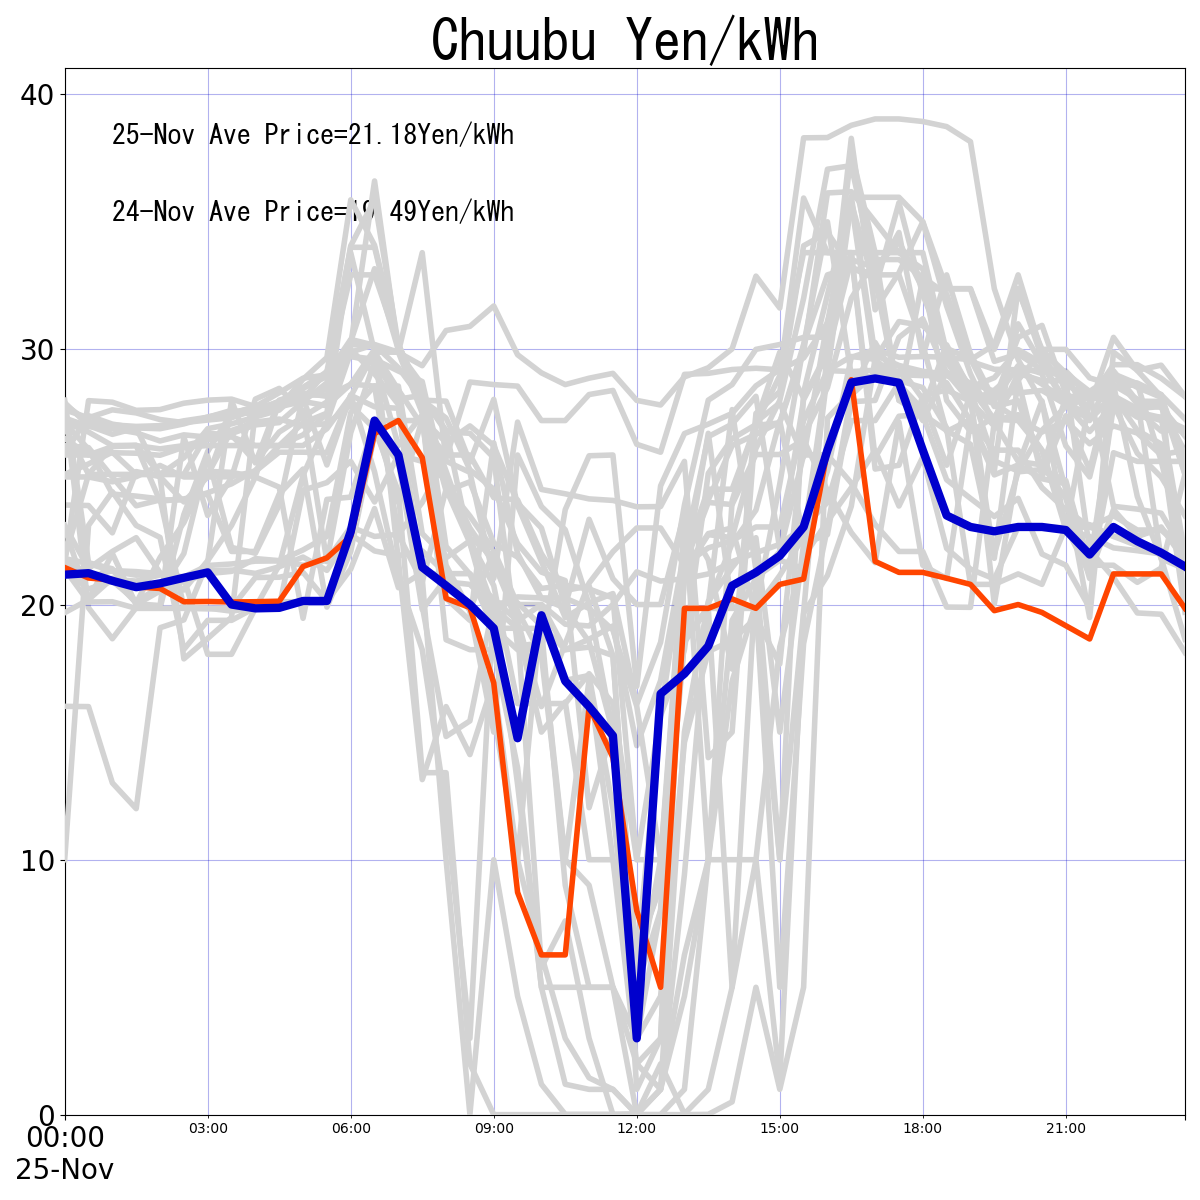 Chuubu Yen/kWh
40
25-Nov Ave Price=21.18Yen/kWh
24-Nov Ave Price=19.49Yen/kWh
30
20
10
0
00:00 03:00 06:00 09:00 12:00 15:00 18:00 21:00
25-Nov